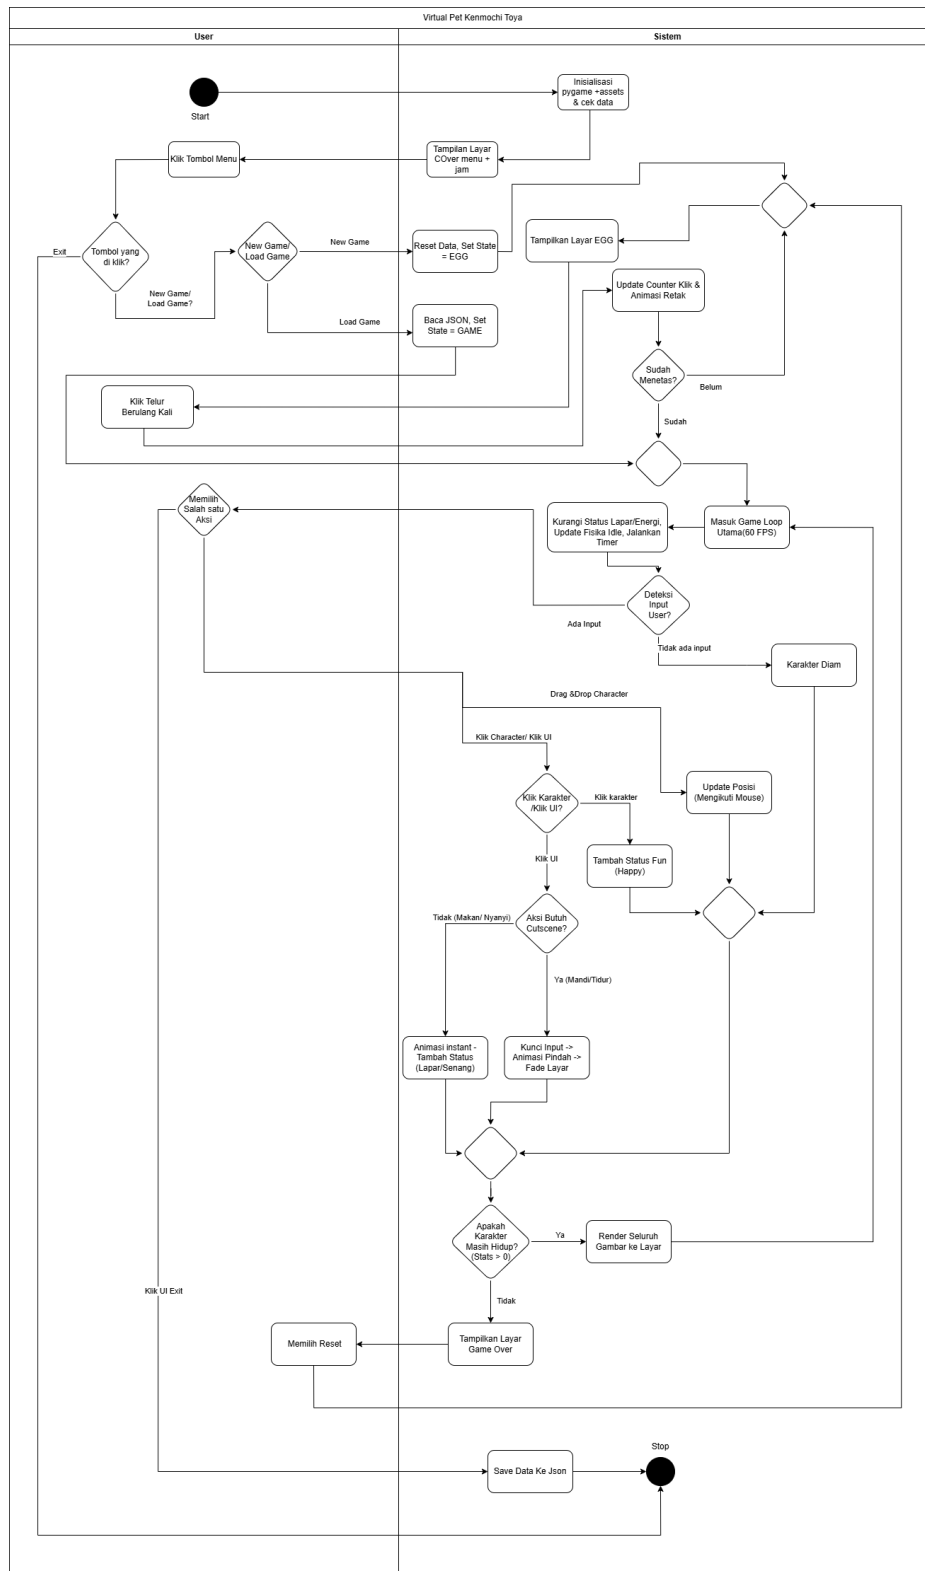 Virtual Pet Kenmochi Toya
User
Sistem
Start
Inisialisasi
pygame +assets
& cek data
Klik Tombol Menu
Tampilan Layar
COver menu +
jam
Exit
Tombol yang
di klik?
New Game/
Load Game?
New Game/
Load Game
New Game
Reset Data, Set State
= EGG
Tampilkan Layar EGG
Load Game
Baca JSON, Set
State = GAME
Update Counter Klik &
Animasi Retak
Sudah
Menetas?
Belum
Sudah
Klik Telur
Berulang Kali
Memilih
Salah satu
Aksi
Kurangi Status Lapar/Energi,
Update Fisika Idle, Jalankan
Timer
Masuk Game Loop
Utama(60 FPS)
Deteksi
Input
User?
Ada Input
Tidak ada input
Karakter Diam
Drag &Drop Character
Klik Character/ Klik UI
Klik Karakter
/Klik UI?
Klik karakter
Update Posisi
(Mengikuti Mouse)
Tambah Status Fun
(Happy)
Klik UI
Aksi Butuh
Cutscene?
Tidak (Makan/ Nyanyi)
Ya (Mandi/Tidur)
Animasi instant -
Tambah Status
(Lapar/Senang)
Kunci Input ->
Animasi Pindah ->
Fade Layar
Apakah
Karakter
Masih Hidup?
(Stats > 0)
Ya
Render Seluruh
Gambar ke Layar
Tidak
Klik UI Exit
Memilih Reset
Tampilkan Layar
Game Over
Stop
Save Data Ke Json